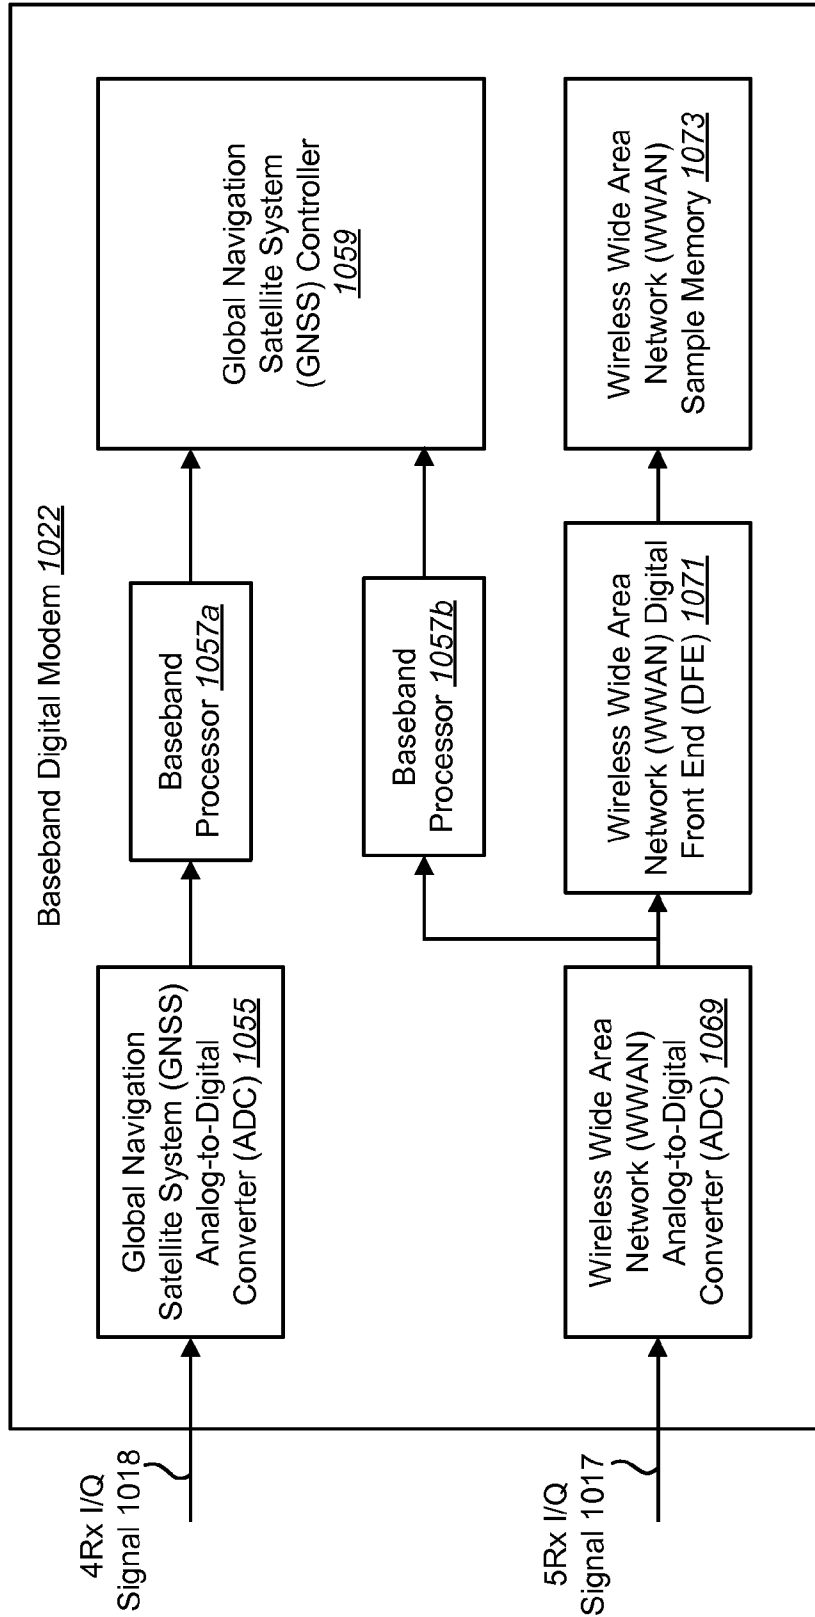 Baseband Digital Modem 1022
4Rx I/Q
Signal 1018
Global Navigation
Satellite System (GNSS)
Analog-to-Digital
Converter (ADC) 1055
Baseband
Processor 1057a
Global Navigation
Satellite System
(GNSS) Controller
1059
Baseband
Processor 1057b
5Rx I/Q
Signal 1017
Wireless Wide Area
Network (WWAN)
Analog-to-Digital
Converter (ADC) 1069
Wireless Wide Area
Network (WWAN) Digital
Front End (DFE) 1071
Wireless Wide Area
Network (WWAN)
Sample Memory 1073